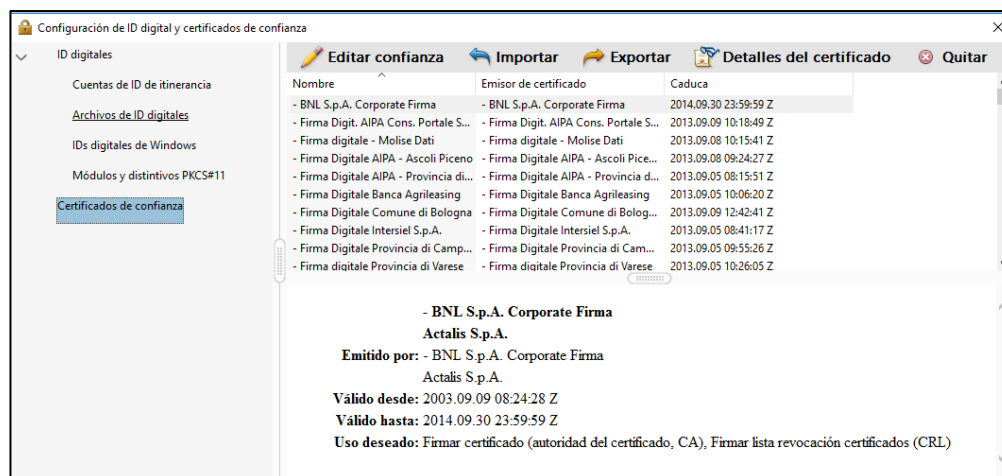 Configuración de ID digital y certificados de confianza
ID digitales
Cuentas de ID de itinerancia
Archivos de ID digitales
IDs digitales de Windows
Módulos y distintivos PKCS#11
Certificados de confianza
Editar confianza Importar Exportar Detalles del certificado Quitar
Nombre Emisor de certificado Caduca
- BNL S.p.A. Corporate Firma - BNL S.p.A. Corporate Firma 2014.09.30 23:59:59 Z
- Firma Digit. AIPA Cons. Portale S... - Firma Digit. AIPA Cons. Portale S... 2013.09.09 10:18:49 Z
- Firma digitale - Molise Dati - Firma digitale - Molise Dati 2013.09.08 10:15:41 Z
- Firma Digitale AIPA - Ascoli Piceno - Firma Digitale AIPA - Ascoli Pice... 2013.09.08 09:24:27 Z
- Firma Digitale AIPA - Provincia di... - Firma Digitale AIPA - Provincia d... 2013.09.05 08:15:51 Z
- Firma Digitale Banca Agrileasing - Firma Digitale Banca Agrileasing 2013.09.05 10:06:20 Z
- Firma Digitale Comune di Bologna - Firma Digitale Comune di Bolog... 2013.09.09 12:42:41 Z
- Firma Digitale Intersiel S.p.A. - Firma Digitale Intersiel S.p.A. 2013.09.05 08:41:17 Z
- Firma Digitale Provincia di Camp... - Firma Digitale Provincia di Cam... 2013.09.05 09:55:26 Z
- Firma digitale Provincia di Varese - Firma digitale Provincia di Varese 2013.09.05 10:26:05 Z
- BNL S.p.A. Corporate Firma
Actalis S.p.A.
Emitido por: - BNL S.p.A. Corporate Firma
Actalis S.p.A.
Válido desde: 2003.09.09 08:24:28 Z
Válido hasta: 2014.09.30 23:59:59 Z
Uso deseado: Firmar certificado (autoridad del certificado, CA), Firmar lista revocación certificados (CRL)